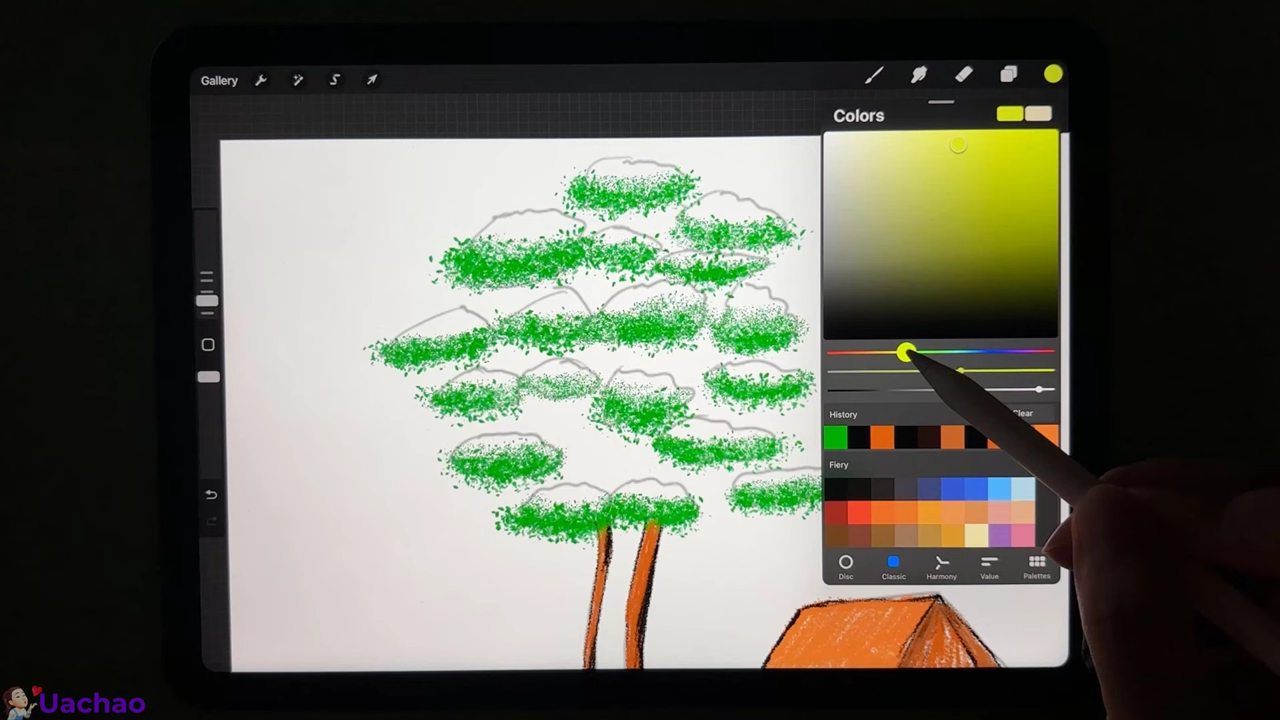 Gallery
Colors
History
Clear
Fiery
Disc
Classic
Harmony
Value
Palettes
Uachao